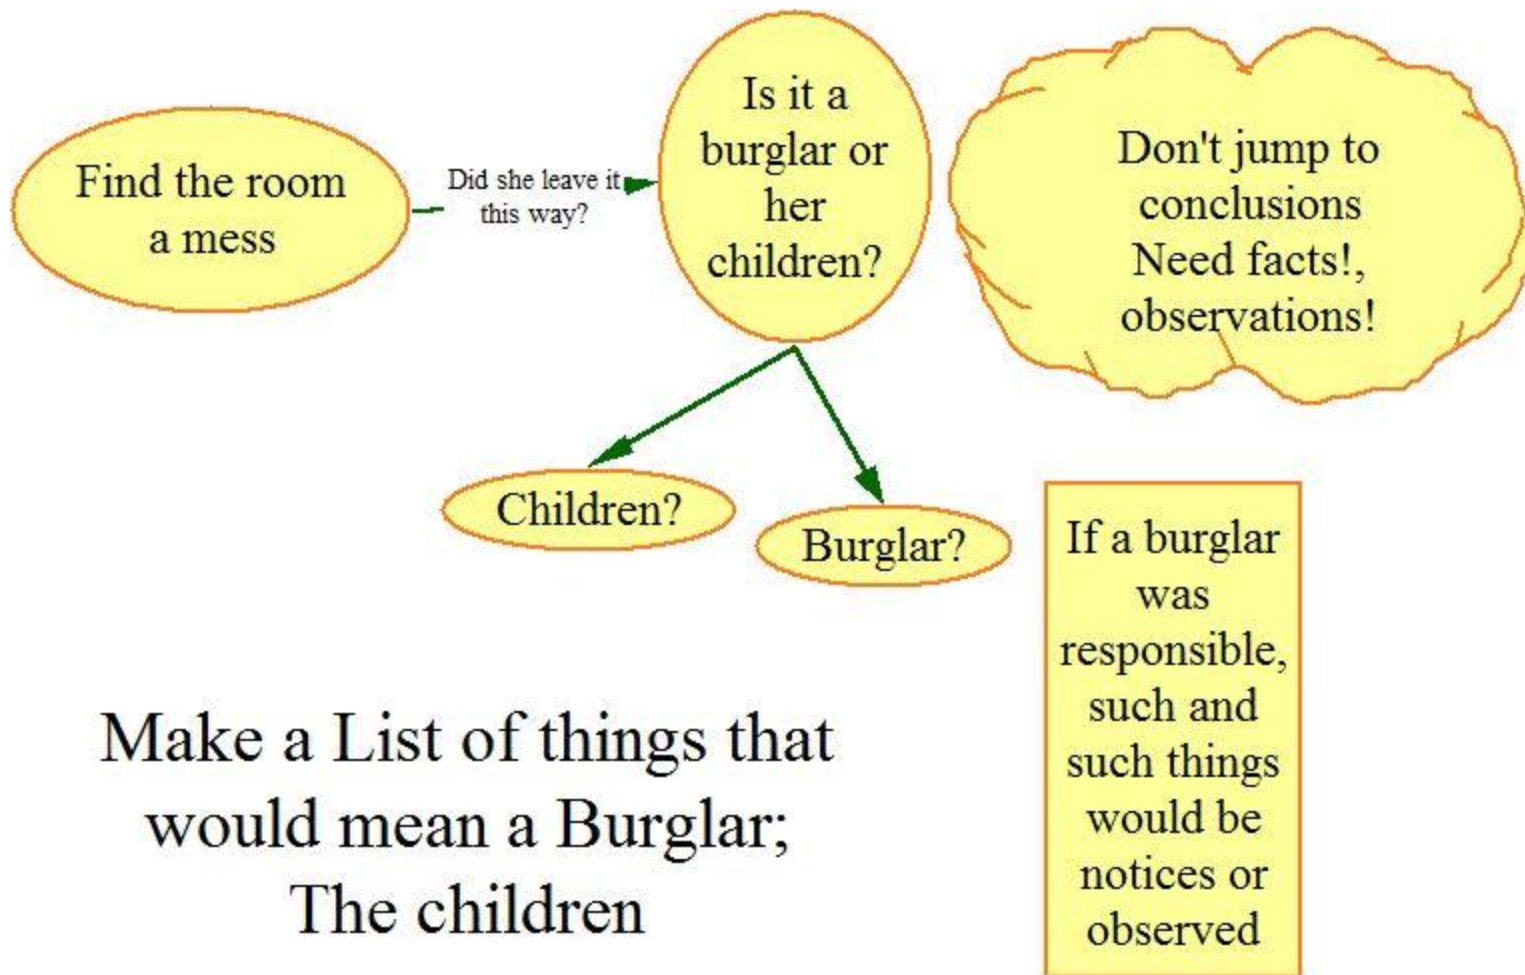 Find the room
a mess
Did she leave it
this way?
Is it a
burglar or
her
children?
Don't jump to
conclusions
Need facts!,
observations!
Children?
Burglar?
If a burglar
was
responsible,
such and
such things
would be
notices or
observed
Make a List of things that
would mean a Burglar;
The children